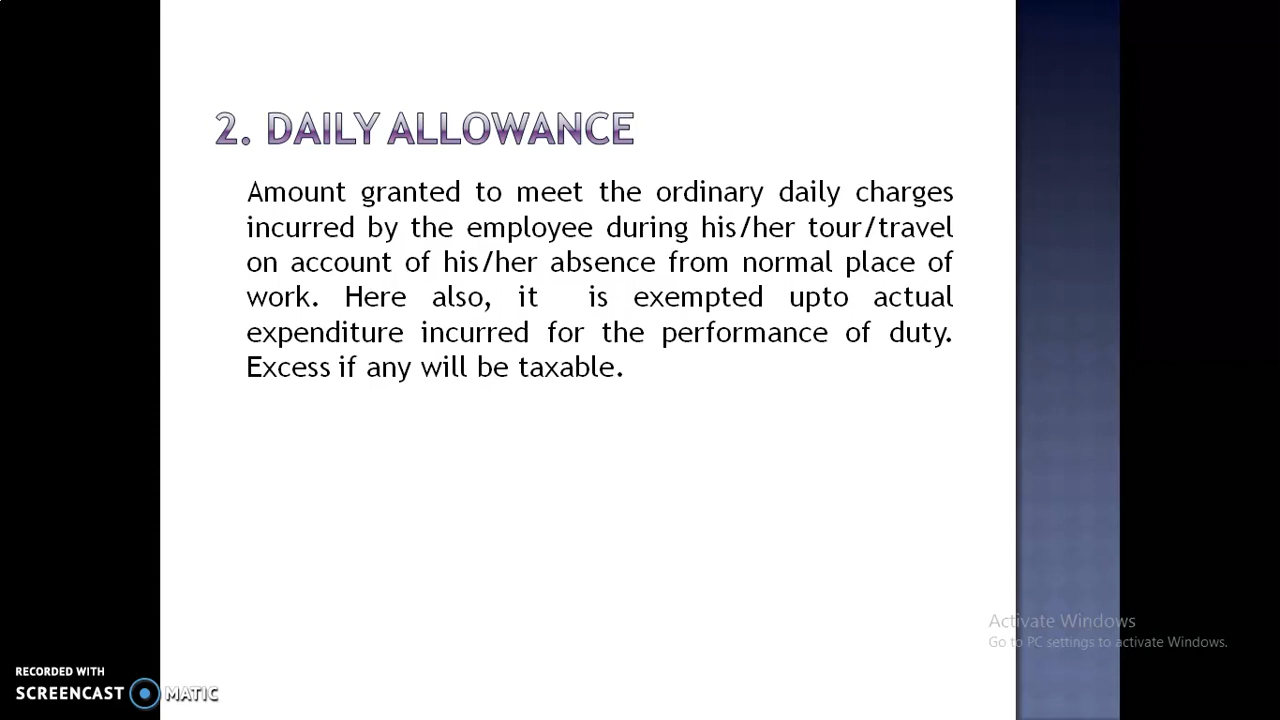 2. DAILY ALLOWANCE
Amount granted to meet the ordinary daily charges
incurred by the employee during his/her tour/travel
on account of his/her absence from normal place of
work. Here also, it is exempted upto actual
expenditure incurred for the performance of duty.
Excess if any will be taxable.
Activate Windows
Go to PC settings to activate Windows.
RECORDED WITH
SCREENCAST MATIC